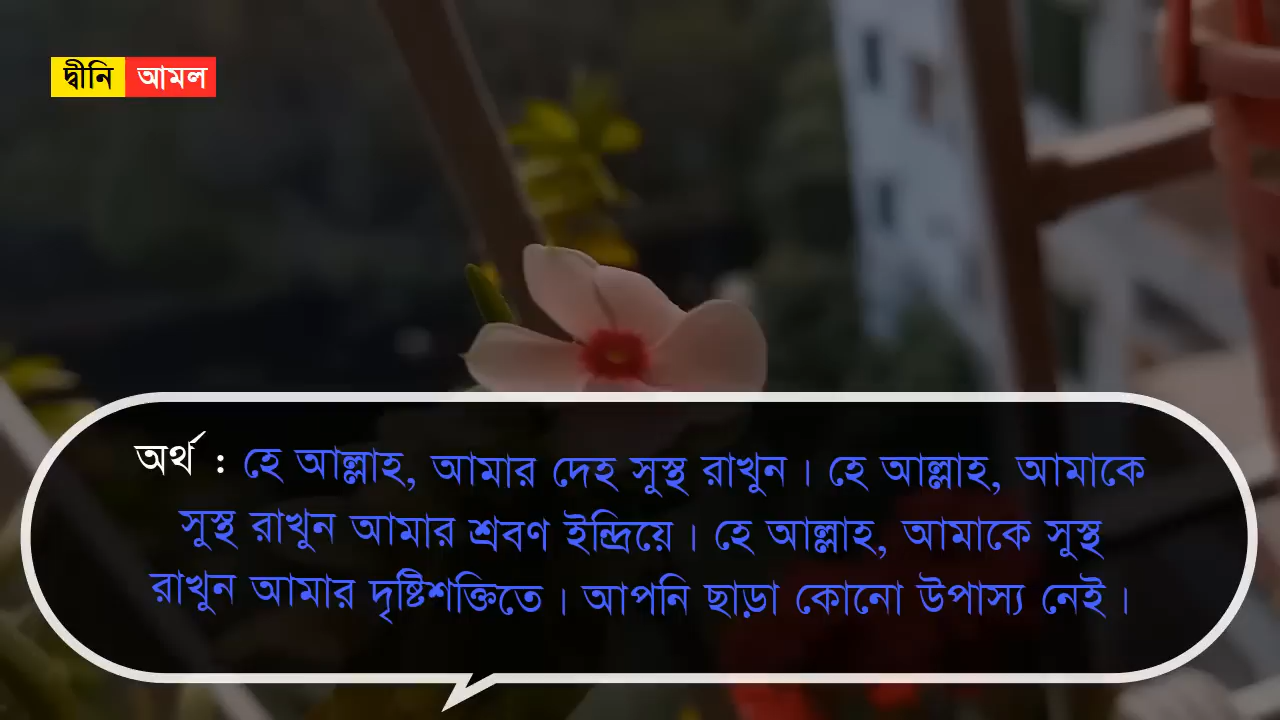 দ্বীনি আমল
অর্থ : হে আল্লাহ, আমার দেহ সুস্থ রাখুন। হে আল্লাহ, আমাকে
সুস্থ রাখুন আমার শ্রবণ ইন্দ্রিয়ে। হে আল্লাহ, আমাকে সুস্থ
রাখুন আমার দৃষ্টিশক্তিতে। আপনি ছাড়া কোনো উপাস্য নেই।